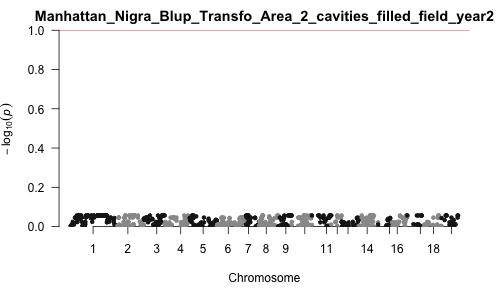 Manhattan_Nigra_Blup_Transfo_Area_2_cavities_filled_field_year2
1.0
0.8
0.6
0.4
0.2
0.0
− log10(p)
1 2 3 4 5 6 7 8 9 11 14 16 18
Chromosome